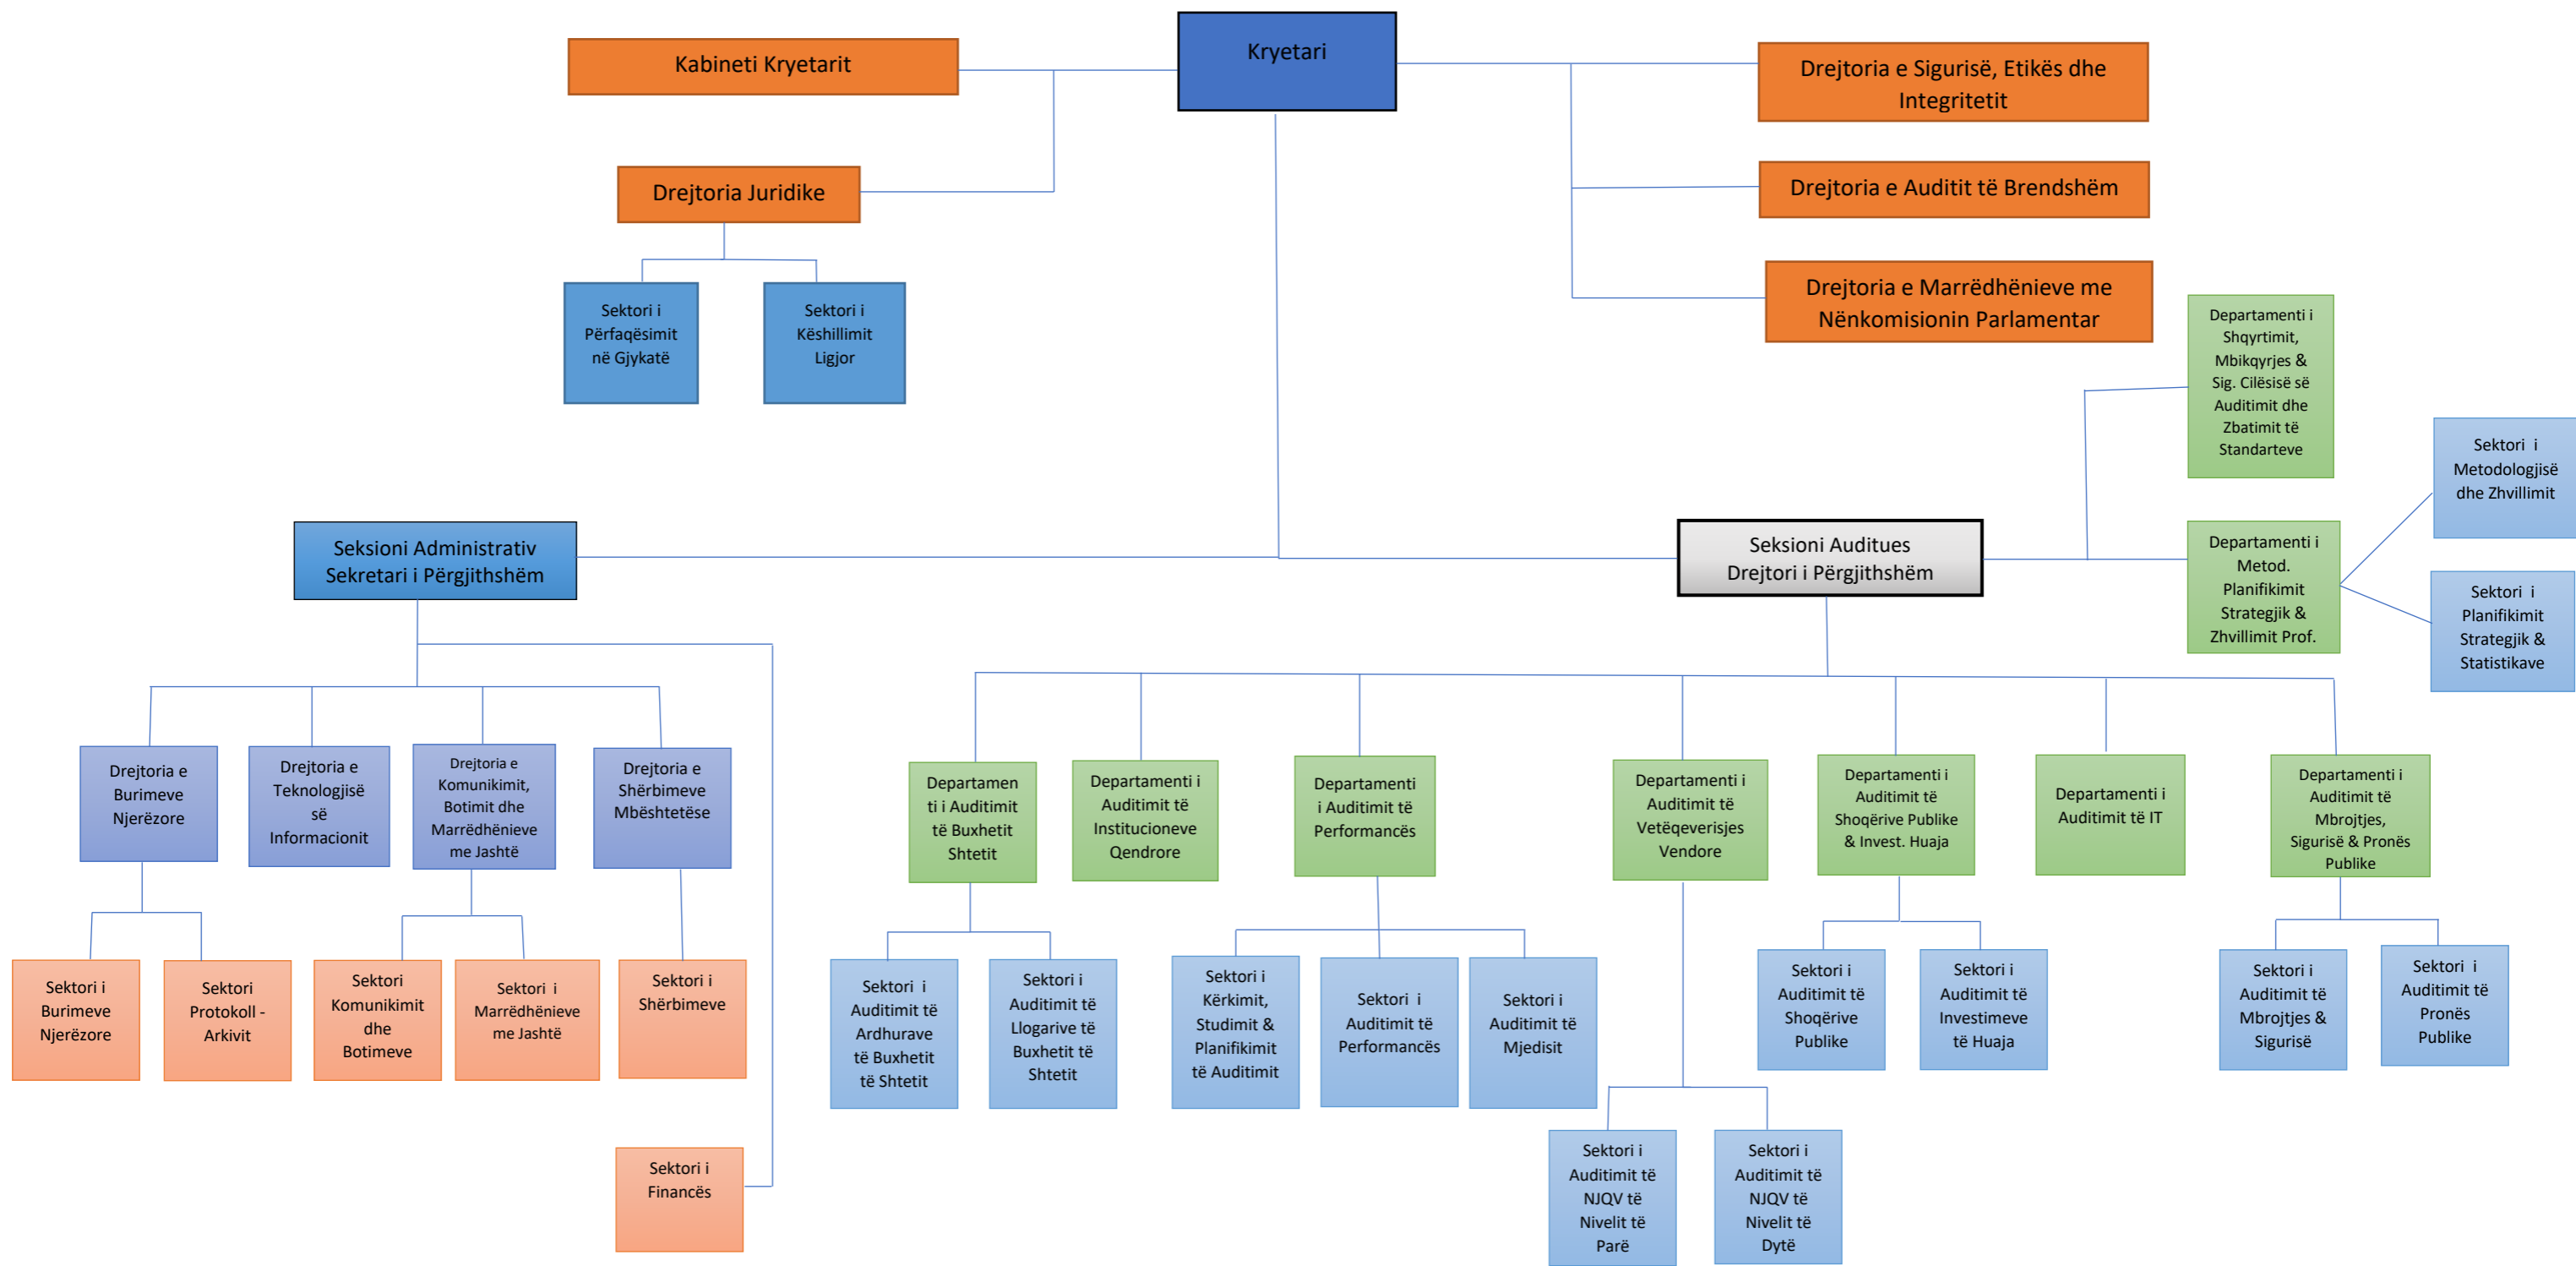 Kryetari
Kabineti Kryetarit
Drejtoria e Sigurisë, Etikës dhe
Integritetit
Drejtoria Juridike
Drejtoria e Auditit të Brendshëm
Sektori i
Përfaqësimit
në Gjykatë
Sektori i
Këshillimit
Ligjor
Drejtoria e Marrëdhënieve me
Nënkomisionin Parlamentar
Departamenti i
Shqyrtimit,
Mbikqyrjes &
Sig. Cilësisë së
Auditimit dhe
Zbatimit të
Standarteve
Sektori i
Metodologjisë
dhe Zhvillimit
Seksioni Administrativ
Sekretari i Përgjithshëm
Seksioni Auditues
Drejtori i Përgjithshëm
Departamenti i
Metod.
Planifikimit
Strategjik &
Zhvillimit Prof.
Sektori i
Planifikimit
Strategjik &
Statistikave
Drejtoria e
Burimeve
Njerëzore
Drejtoria e
Teknologjisë
së
Informacionit
Drejtoria e
Komunikimit,
Botimit dhe
Marrëdhënieve
me Jashtë
Drejtoria e
Shërbimeve
Mbështetëse
Departamen
ti i Auditimit
të Buxhetit
Shtetit
Departamenti i
Auditimit të
Institucioneve
Qendrore
Departamenti
i Auditimit të
Performancës
Departamenti i
Auditimit të
Vetëqeverisjes
Vendore
Departamenti i
Auditimit të
Shoqërive Publike
& Invest. Huaja
Departamenti i
Auditimit të IT
Departamenti i
Auditimit të
Mbrojtjes,
Sigurisë & Pronës
Publike
Sektori i
Burimeve
Njerëzore
Sektori
Protokoll -
Arkivit
Sektori
Komunikimit
dhe
Botimeve
Sektori i
Marrëdhënieve
me Jashtë
Sektori i
Shërbimeve
Sektori i
Auditimit të
Ardhurave
të Buxhetit
të Shtetit
Sektori i
Auditimit të
Llogarive të
Buxhetit të
Shtetit
Sektori i
Kërkimit,
Studimit &
Planifikimit
të Auditimit
Sektori i
Auditimit të
Performancës
Sektori i
Auditimit të
Mjedisit
Sektori i
Auditimit të
Shoqërive
Publike
Sektori i
Auditimit të
Investimeve
të Huaja
Sektori i
Auditimit të
Mbrojtjes &
Sigurisë
Sektori i
Auditimit të
Pronës
Publike
Sektori i
Financës
Sektori i
Auditimit të
NJQV të
Nivelit të
Parë
Sektori i
Auditimit të
NJQV të
Nivelit të
Dytë